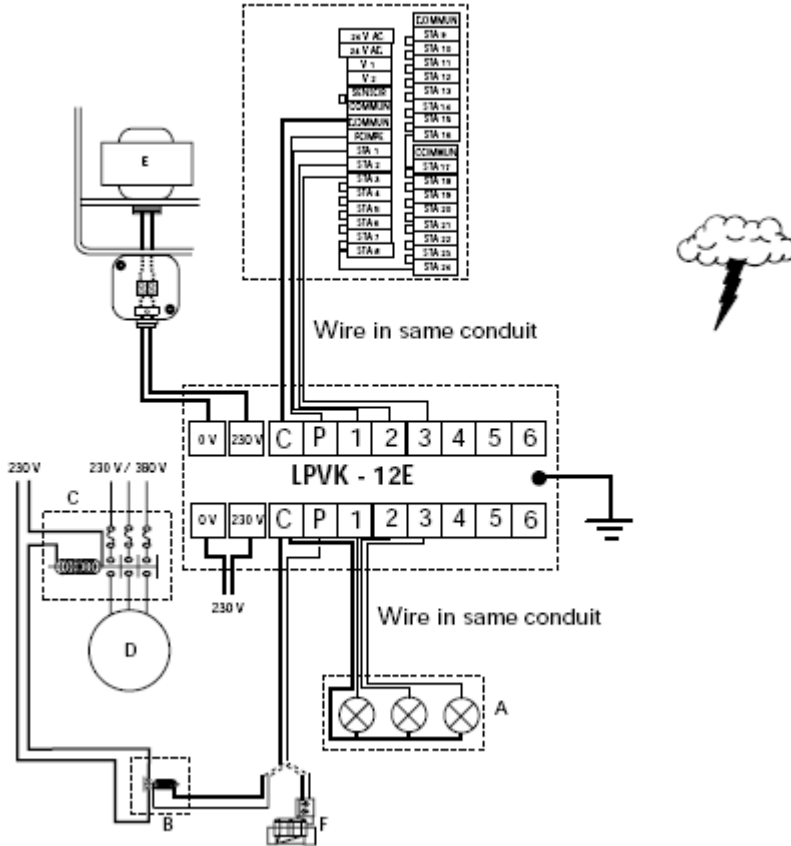 24 V AC
24 V AC
V 1
V 2
SENSOR
COMMUN
COMMUN
POMPE
STA 1
STA 2
STA 3
STA 4
STA 5
STA 6
STA 7
STA 8
COMMUN
STA 9
STA 10
STA 11
STA 12
STA 13
STA 14
STA 15
STA 16
COMMUN
STA 17
STA 18
STA 19
STA 20
STA 21
STA 22
STA 24
E
Wire in same conduit
0 V 230 V C P 1 2 3 4 5 6
LPVK - 12E
0 V 230 V C P 1 2 3 4 5 6
230 V
230 V
230 V / 380 V
C
D
Wire in same conduit
A
B
F